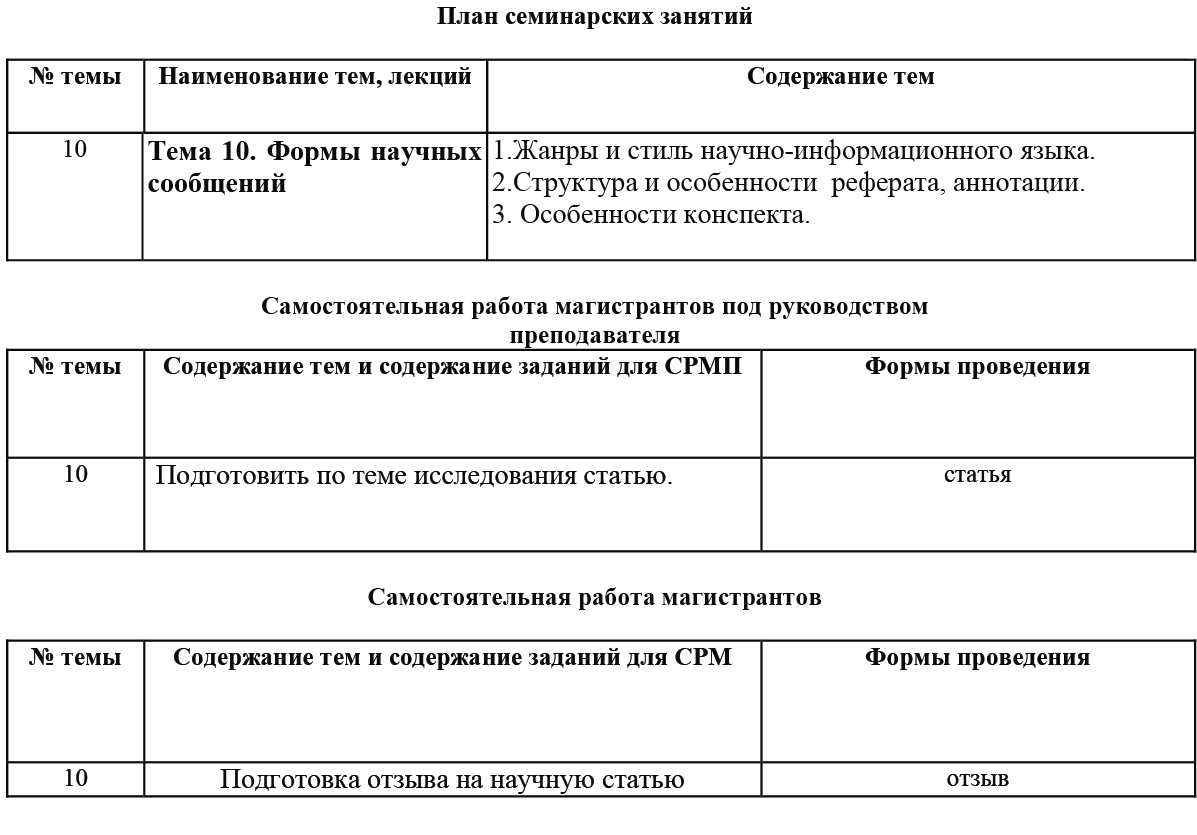 План семинарских занятий
№ темы Наименование тем, лекций Содержание тем
10 Тема 10. Формы научных 1.Жанры и стиль научно-информационного языка.
сообщений 2.Структура и особенности реферата, аннотации.
3. Особенности конспекта.
Самостоятельная работа магистрантов под руководством
преподавателя
№ темы Содержание тем и содержание заданий для СРМП Формы проведения
10 Подготовить по теме исследования статью. статья
Самостоятельная работа магистрантов
№ темы Содержание тем и содержание заданий для СРМ Формы проведения
10 Подготовка отзыва на научную статью отзыв